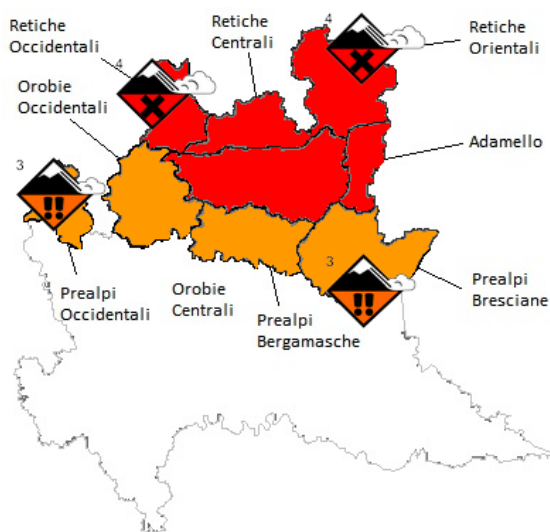 Retiche
Occidentali
4
Retiche
Centrali
4
Retiche
Orientali
Orobie
Occidentali
Adamello
3
!!
Prealpi
Occidentali
Orobie
Centrali
Prealpi
Bergamasche
3
!!
Prealpi
Bresciane